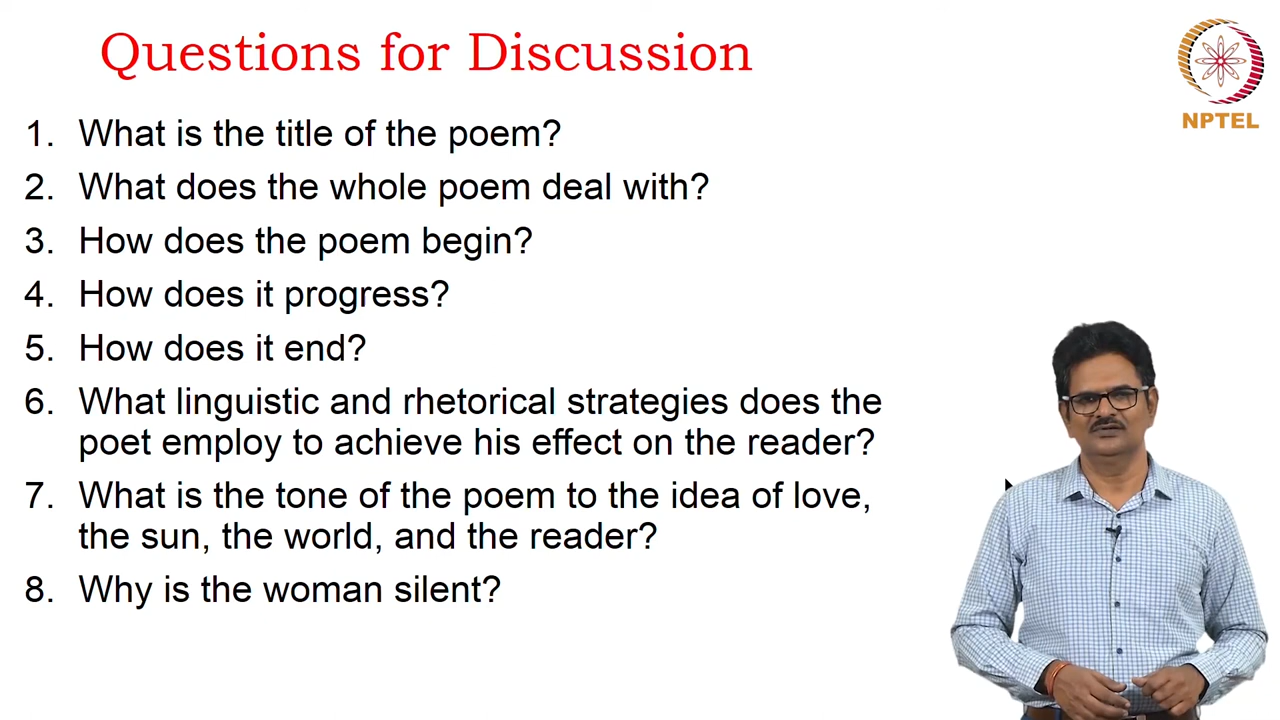 Questions for Discussion
NPTEL
1. What is the title of the poem?
2. What does the whole poem deal with?
3. How does the poem begin?
4. How does it progress?
5. How does it end?
6. What linguistic and rhetorical strategies does the
poet employ to achieve his effect on the reader?
7. What is the tone of the poem to the idea of love,
the sun, the world, and the reader?
8. Why is the woman silent?